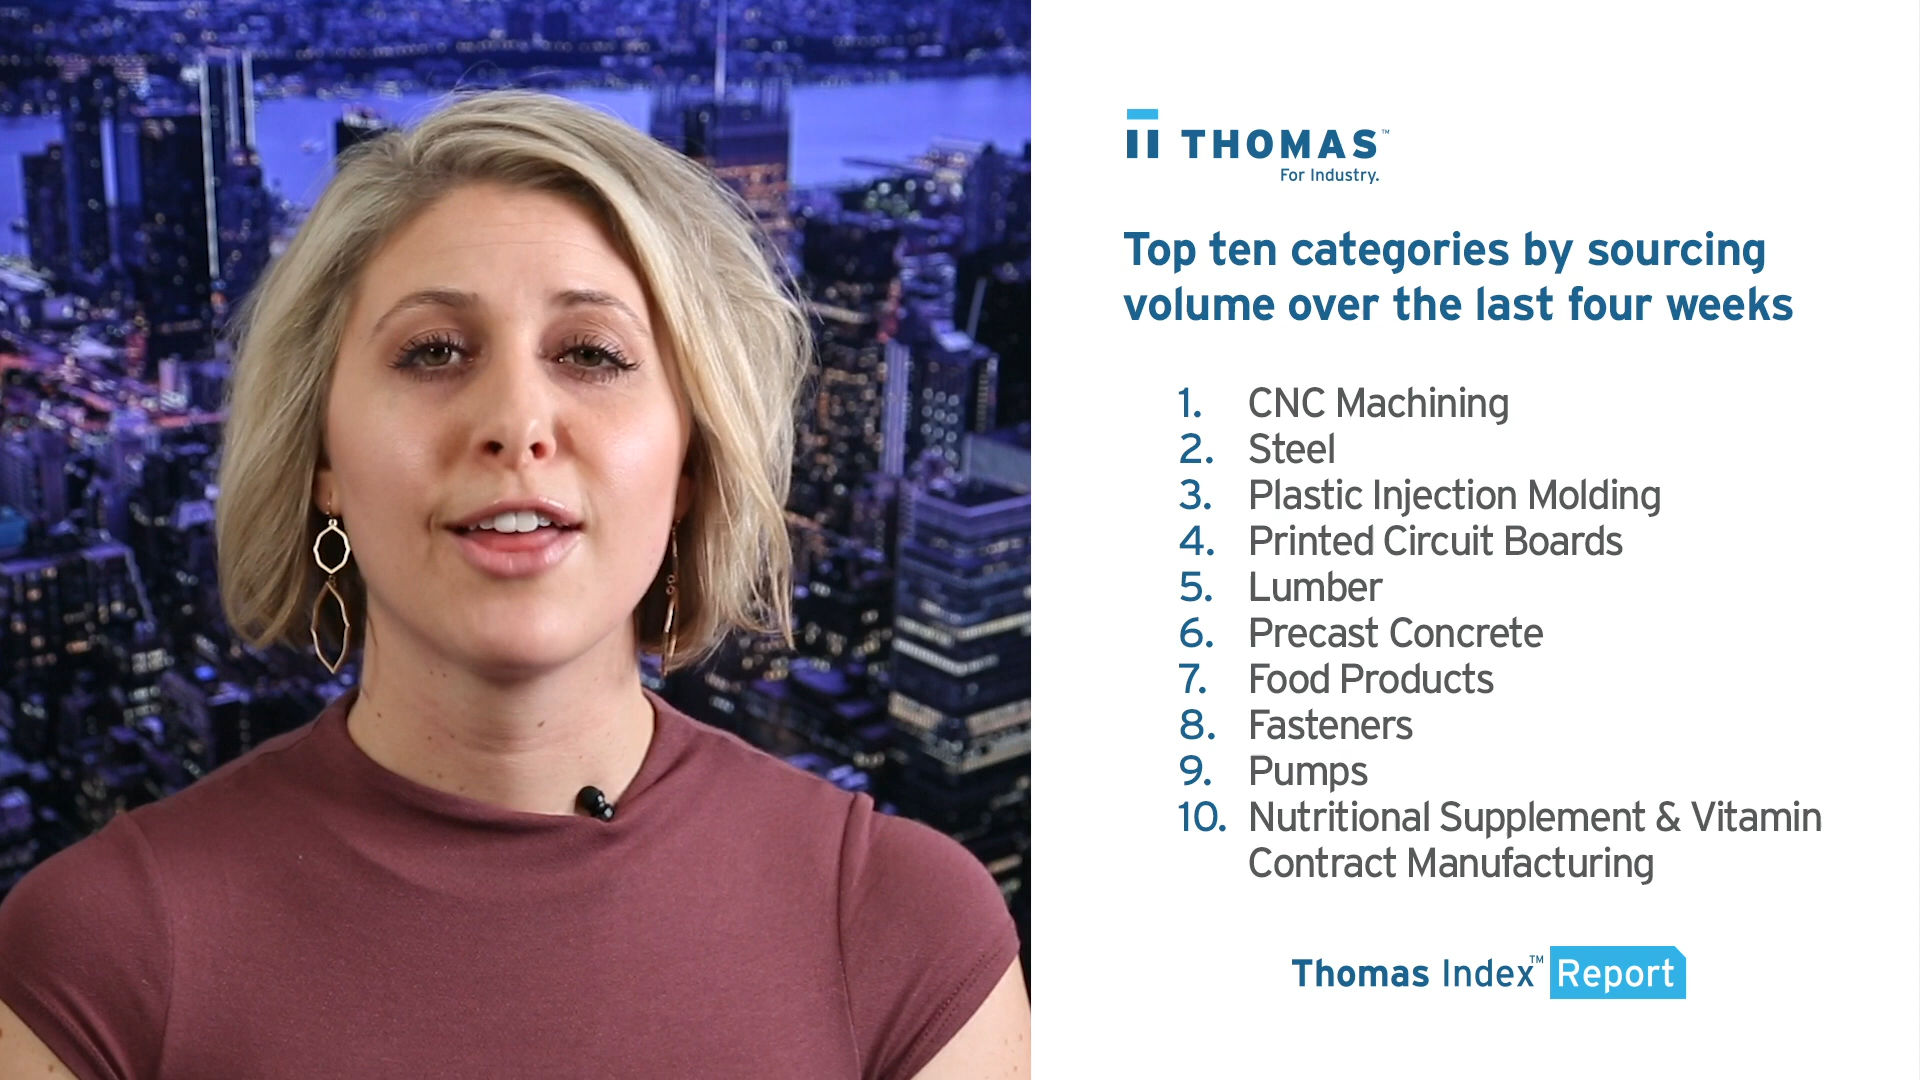 THOMAS™
For Industry.
Top ten categories by sourcing
volume over the last four weeks
1. CNC Machining
2. Steel
3. Plastic Injection Molding
4. Printed Circuit Boards
5. Lumber
6. Precast Concrete
7. Food Products
8. Fasteners
9. Pumps
10. Nutritional Supplement & Vitamin
Contract Manufacturing
Thomas Index™ Report